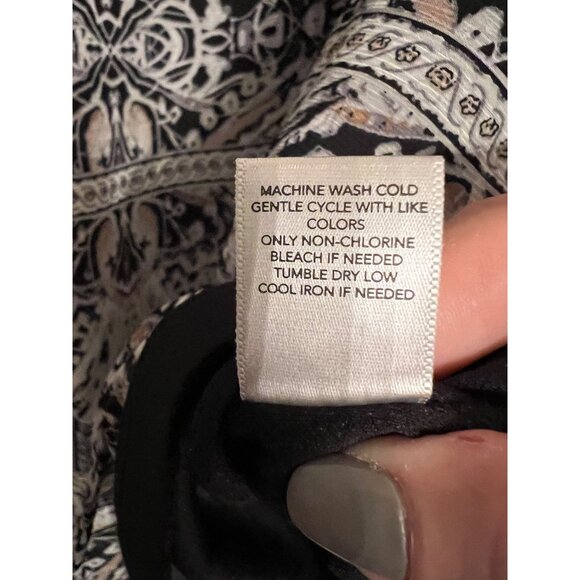 MACHINE WASH COLD
GENTLE CYCLE WITH LIKE
COLORS
ONLY NON-CHLORINE
BLEACH IF NEEDED
TUMBLE DRY LOW
COOL IRON IF NEEDED